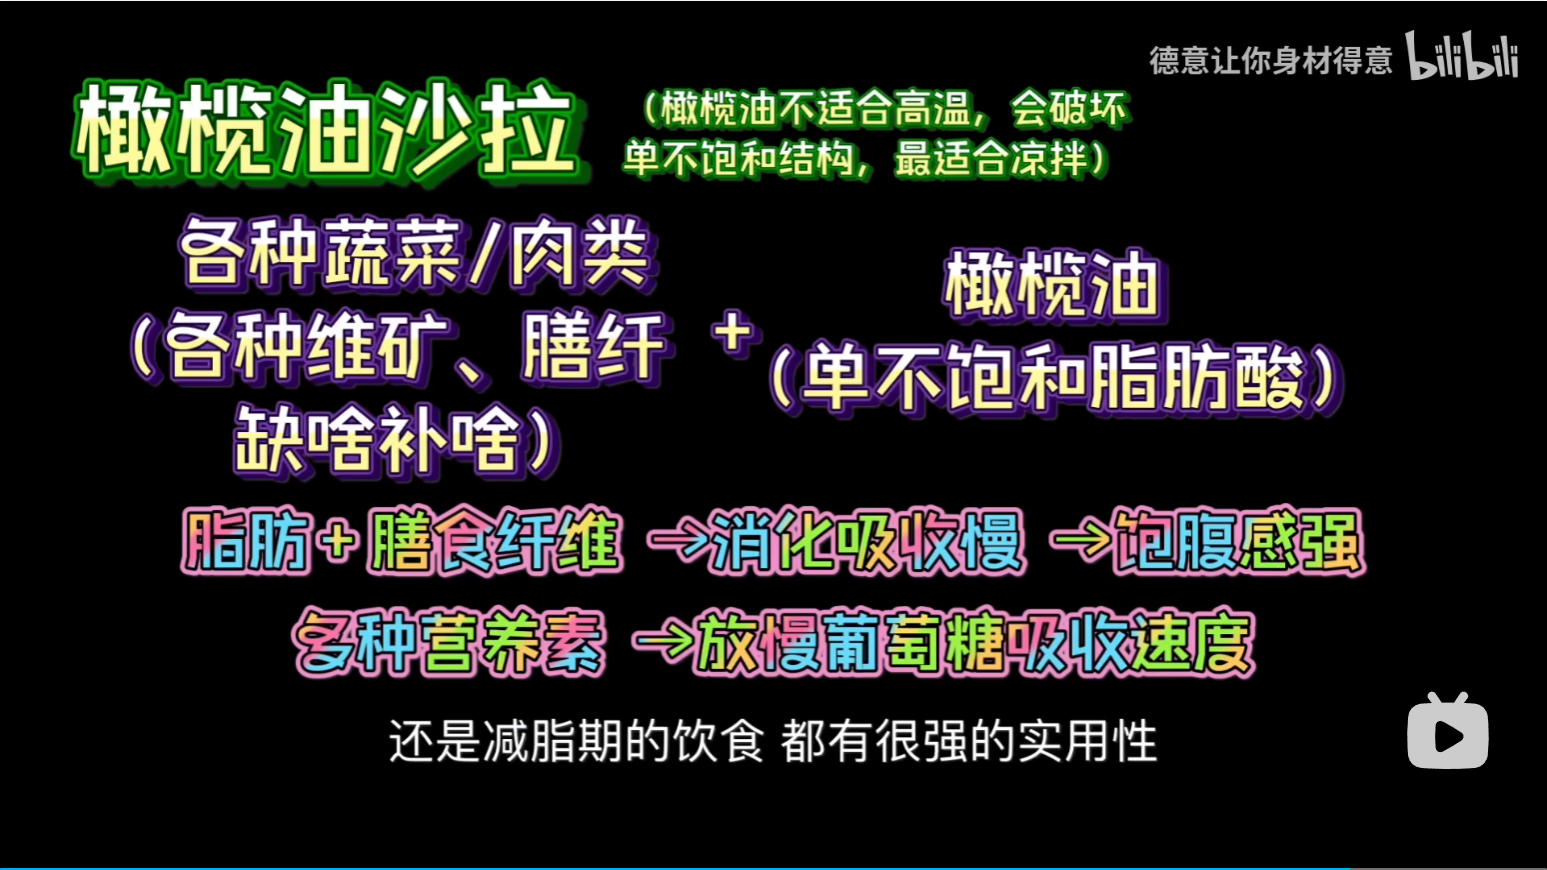 德意让你身材得意 bilibili
橄榄油沙拉
（橄榄油不适合高温，会破坏
单不饱和结构，最适合凉拌）
各种蔬菜/肉类
（各种维矿、膳纤
缺啥补啥）
+
橄榄油
（单不饱和脂肪酸）
脂肪+膳食纤维 →消化吸收慢 →饱腹感强
多种营养素 →放慢葡萄糖吸收速度
还是减脂期的饮食 都有很强的实用性